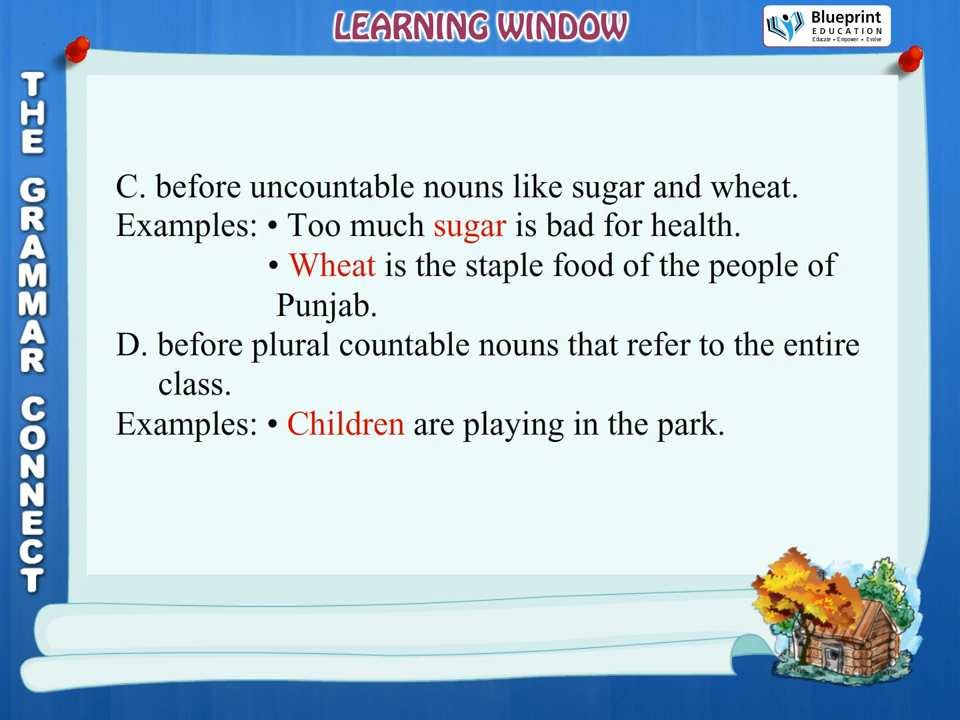 LEARNING WINDOW
Blueprint
EDUCATION
Educate • Empower • Evolve
THE GRAMMAR CONNECT
C. before uncountable nouns like sugar and wheat.
Examples: • Too much sugar is bad for health.
• Wheat is the staple food of the people of
Punjab.
D. before plural countable nouns that refer to the entire
class.
Examples: • Children are playing in the park.